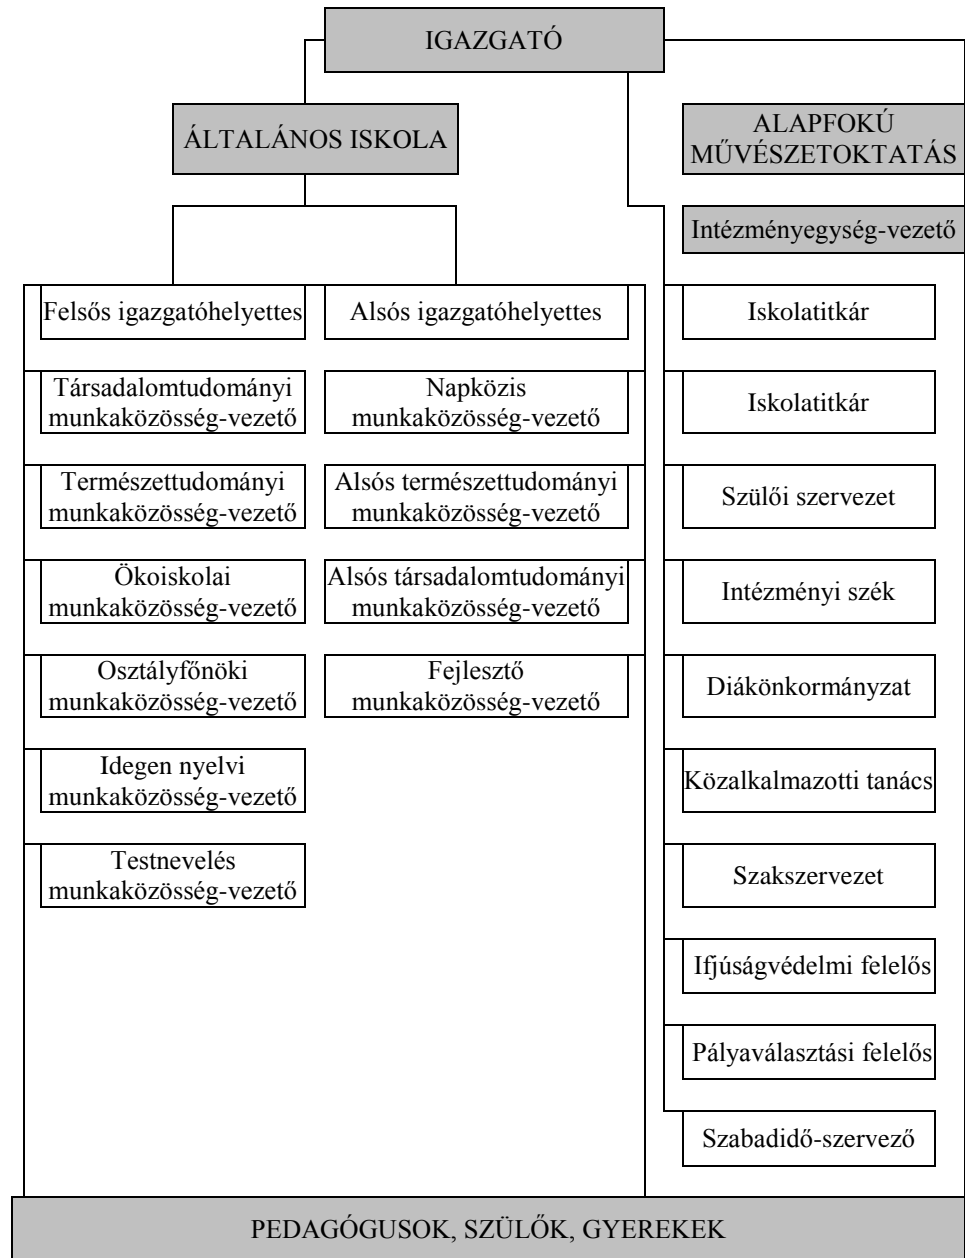 IGAZGATÓ
ÁLTALÁNOS ISKOLA
ALAPFOKÚ
MŰVÉSZETOKTATÁS
Intézményegység-vezető
Felsős igazgatóhelyettes
Alsós igazgatóhelyettes
Iskolatitkár
Társadalomtudományi
munkaközösség-vezető
Napközis
munkaközösség-vezető
Iskolatitkár
Természettudományi
munkaközösség-vezető
Alsós természettudományi
munkaközösség-vezető
Szülői szervezet
Ökoiskolai
munkaközösség-vezető
Alsós társadalomtudományi
munkaközösség-vezető
Intézményi szék
Osztályfőnöki
munkaközösség-vezető
Fejlesztő
munkaközösség-vezető
Diákönkormányzat
Idegen nyelvi
munkaközösség-vezető
Közalkalmazotti tanács
Testnevelés
munkaközösség-vezető
Szakszervezet
Ifjúságvédelmi felelős
Pályaválasztási felelős
Szabadidő-szervező
PEDAGÓGUSOK, SZÜLŐK, GYEREKEK